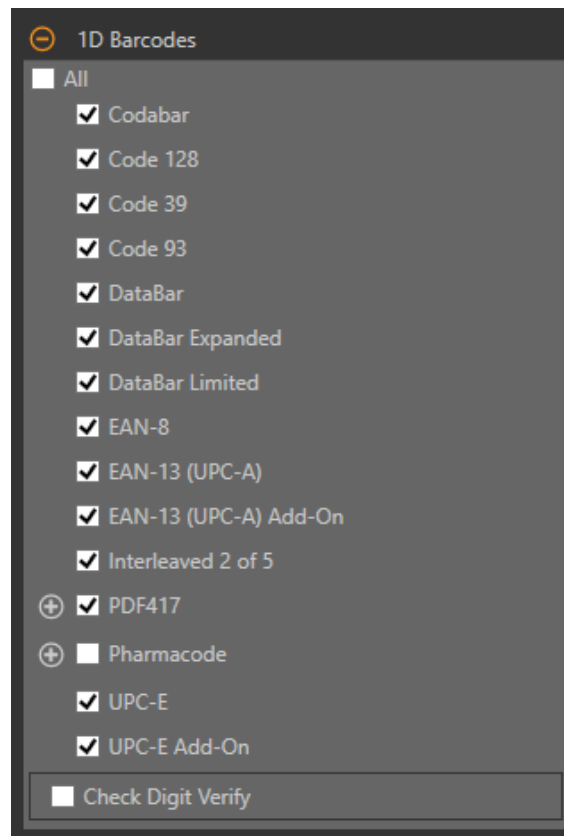 1D Barcodes
All
Codabar
Code 128
Code 39
Code 93
DataBar
DataBar Expanded
DataBar Limited
EAN-8
EAN-13 (UPC-A)
EAN-13 (UPC-A) Add-On
Interleaved 2 of 5
PDF417
Pharmacode
UPC-E
UPC-E Add-On
Check Digit Verify